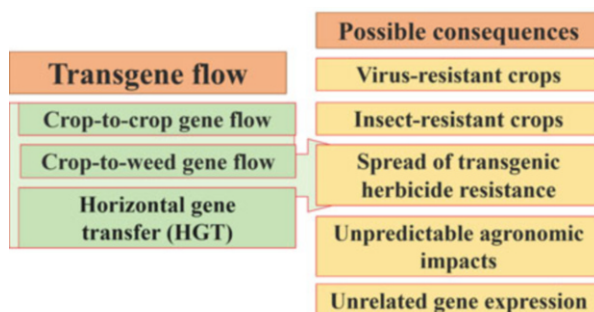 Transgene flow
Crop-to-crop gene flow
Crop-to-weed gene flow
Horizontal gene
transfer (HGT)
Possible consequences
Virus-resistant crops
Insect-resistant crops
Spread of transgenic
herbicide resistance
Unpredictable agronomic
impacts
Unrelated gene expression